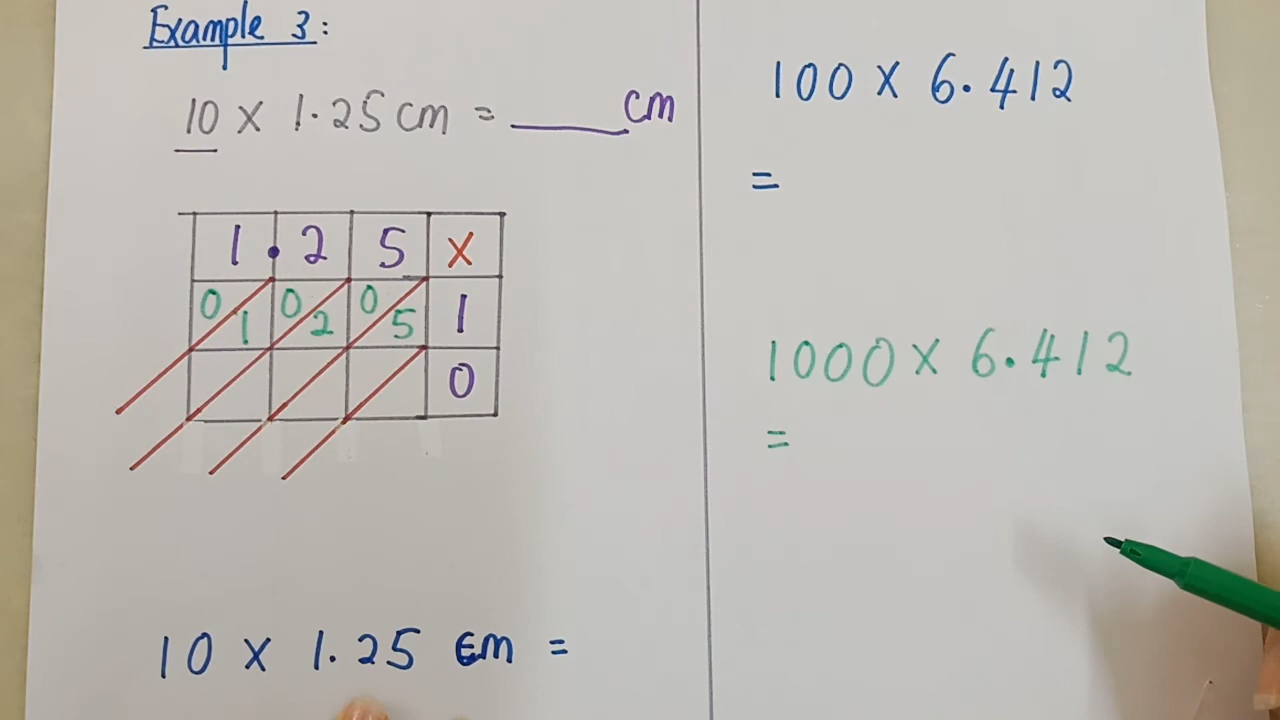 Example 3:
10 × 1.25 cm = ____ cm
1 . 2 5 ×
0 1 0 2 0 5 1
0
10 × 1.25 cm =
100 × 6.412
=
1000 × 6.412
=